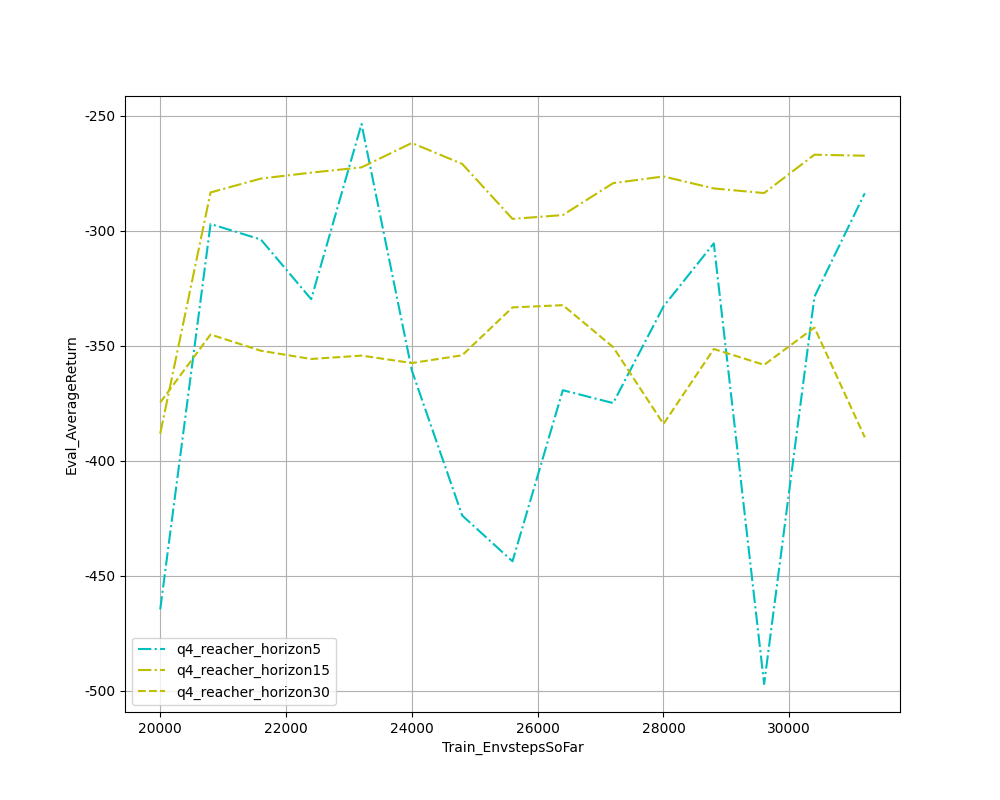 -250
-300
-350
-400
-450
-500
Eval_AverageReturn
q4_reacher_horizon5
q4_reacher_horizon15
q4_reacher_horizon30
20000 22000 24000 26000 28000 30000
Train_EnvstepsSoFar